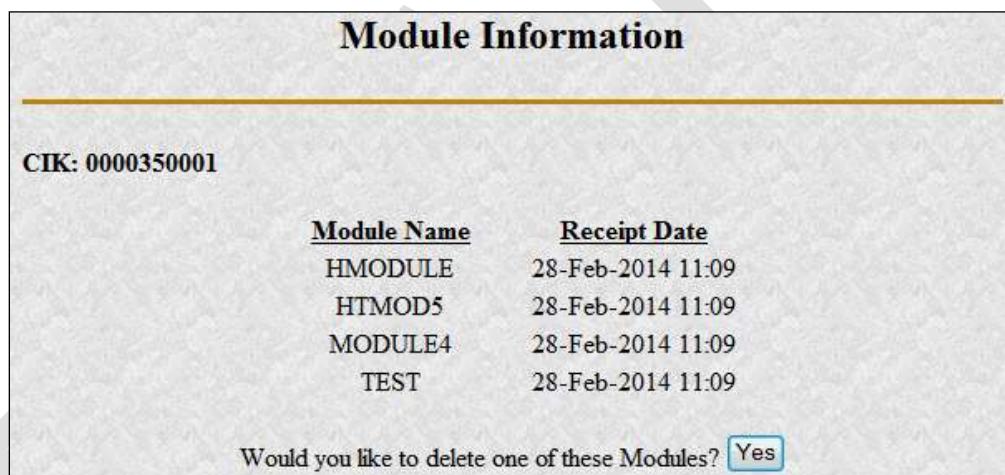 Module Information
CIK: 0000350001
Module Name Receipt Date
HMODULE 28-Feb-2014 11:09
HTMOD5 28-Feb-2014 11:09
MODULE4 28-Feb-2014 11:09
TEST 28-Feb-2014 11:09
Would you like to delete one of these Modules? Yes